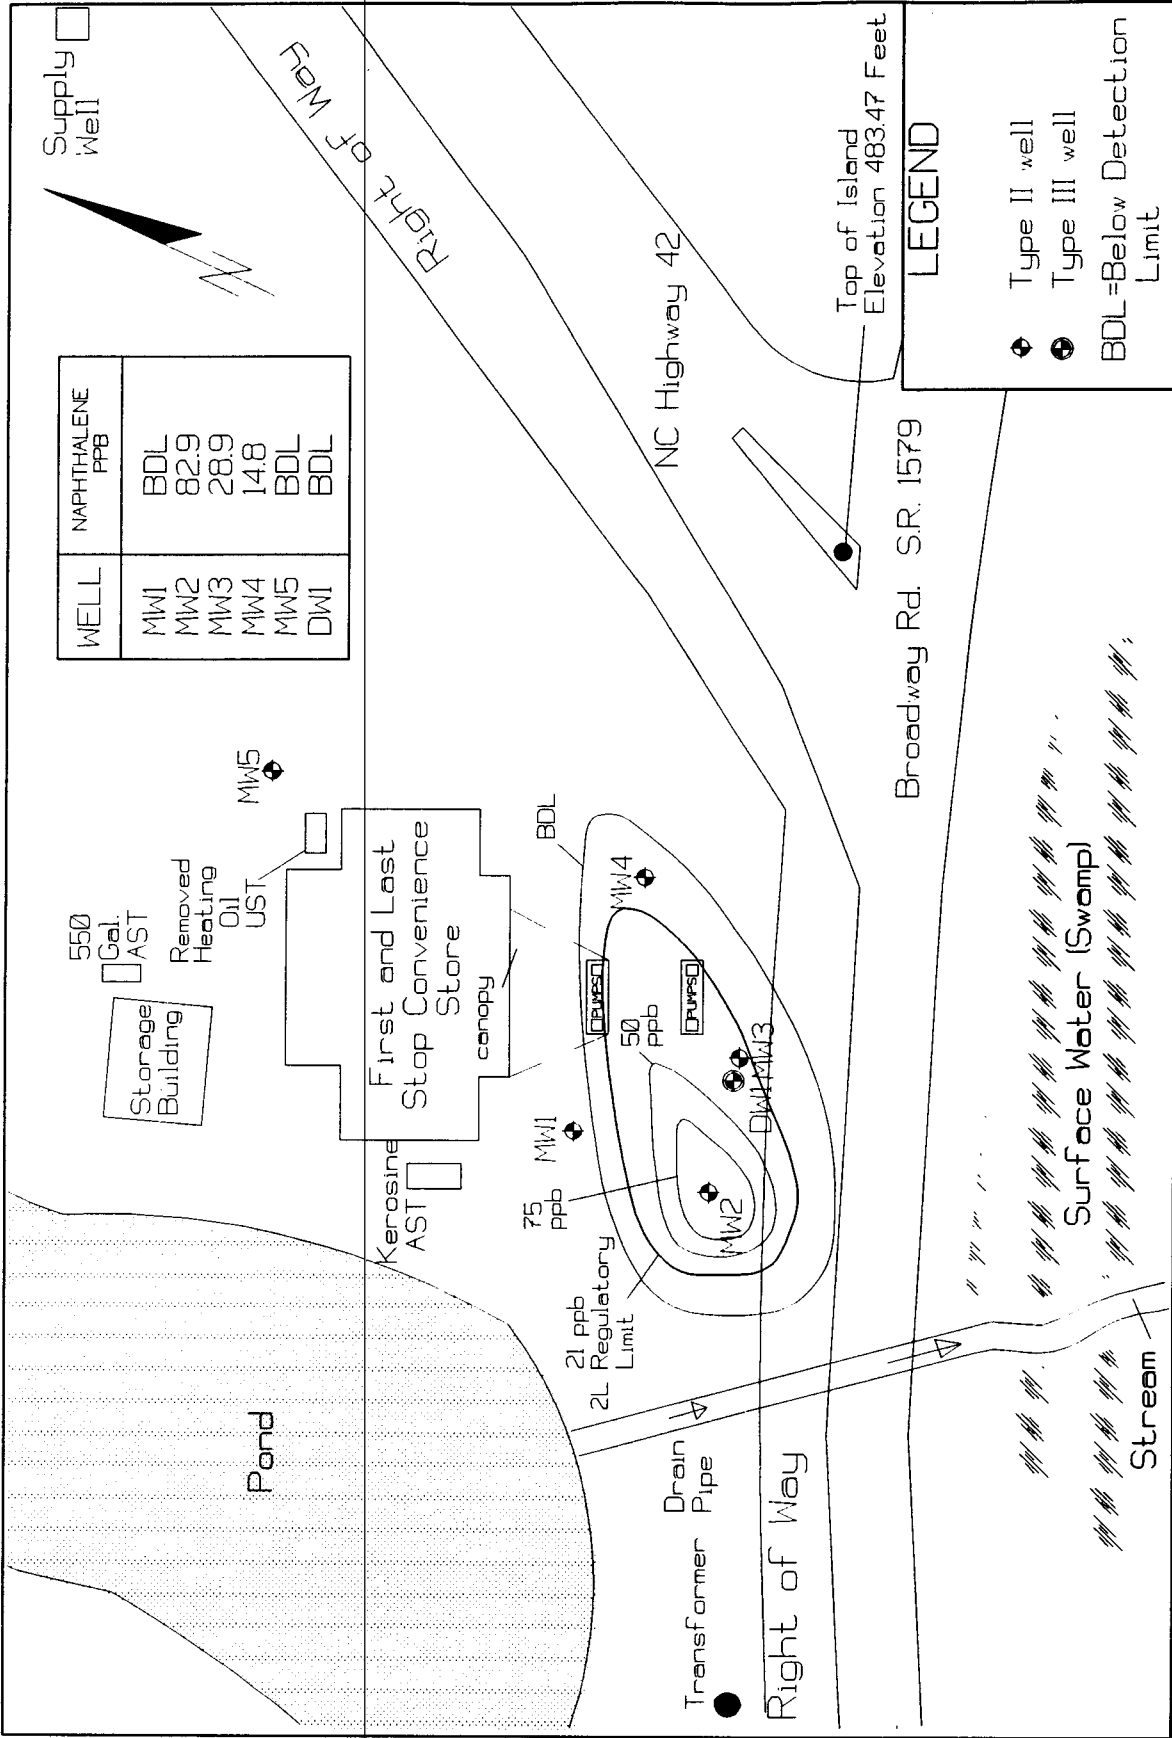 Supply
Well
Right of Way
WELL NAPHTHALENE
PPB
MW1 BDL
MW2 82.9
MW3 28.9
MW4 14.8
MW5 BDL
DW1 BDL
MW5
550
Gal.
AST
Removed
Heating
Oil
UST
Storage
Building
First and Last
Stop Convenience
Store
canopy
Kerosine
AST
Pond
BDL
MW4
PUMPS
PUMPS
50
ppb
MW1
DW1 MW3
75
ppb
MW2
21 ppb
2L Regulatory
Limit
Drain
Pipe
Transformer
Right of Way
NC Highway 42
Broadway Rd. S.R. 1579
Top of Island
Elevation 483.47 Feet
Surface Water (Swamp)
Stream
LEGEND
Type II well
Type III well
BDL=Below Detection
Limit